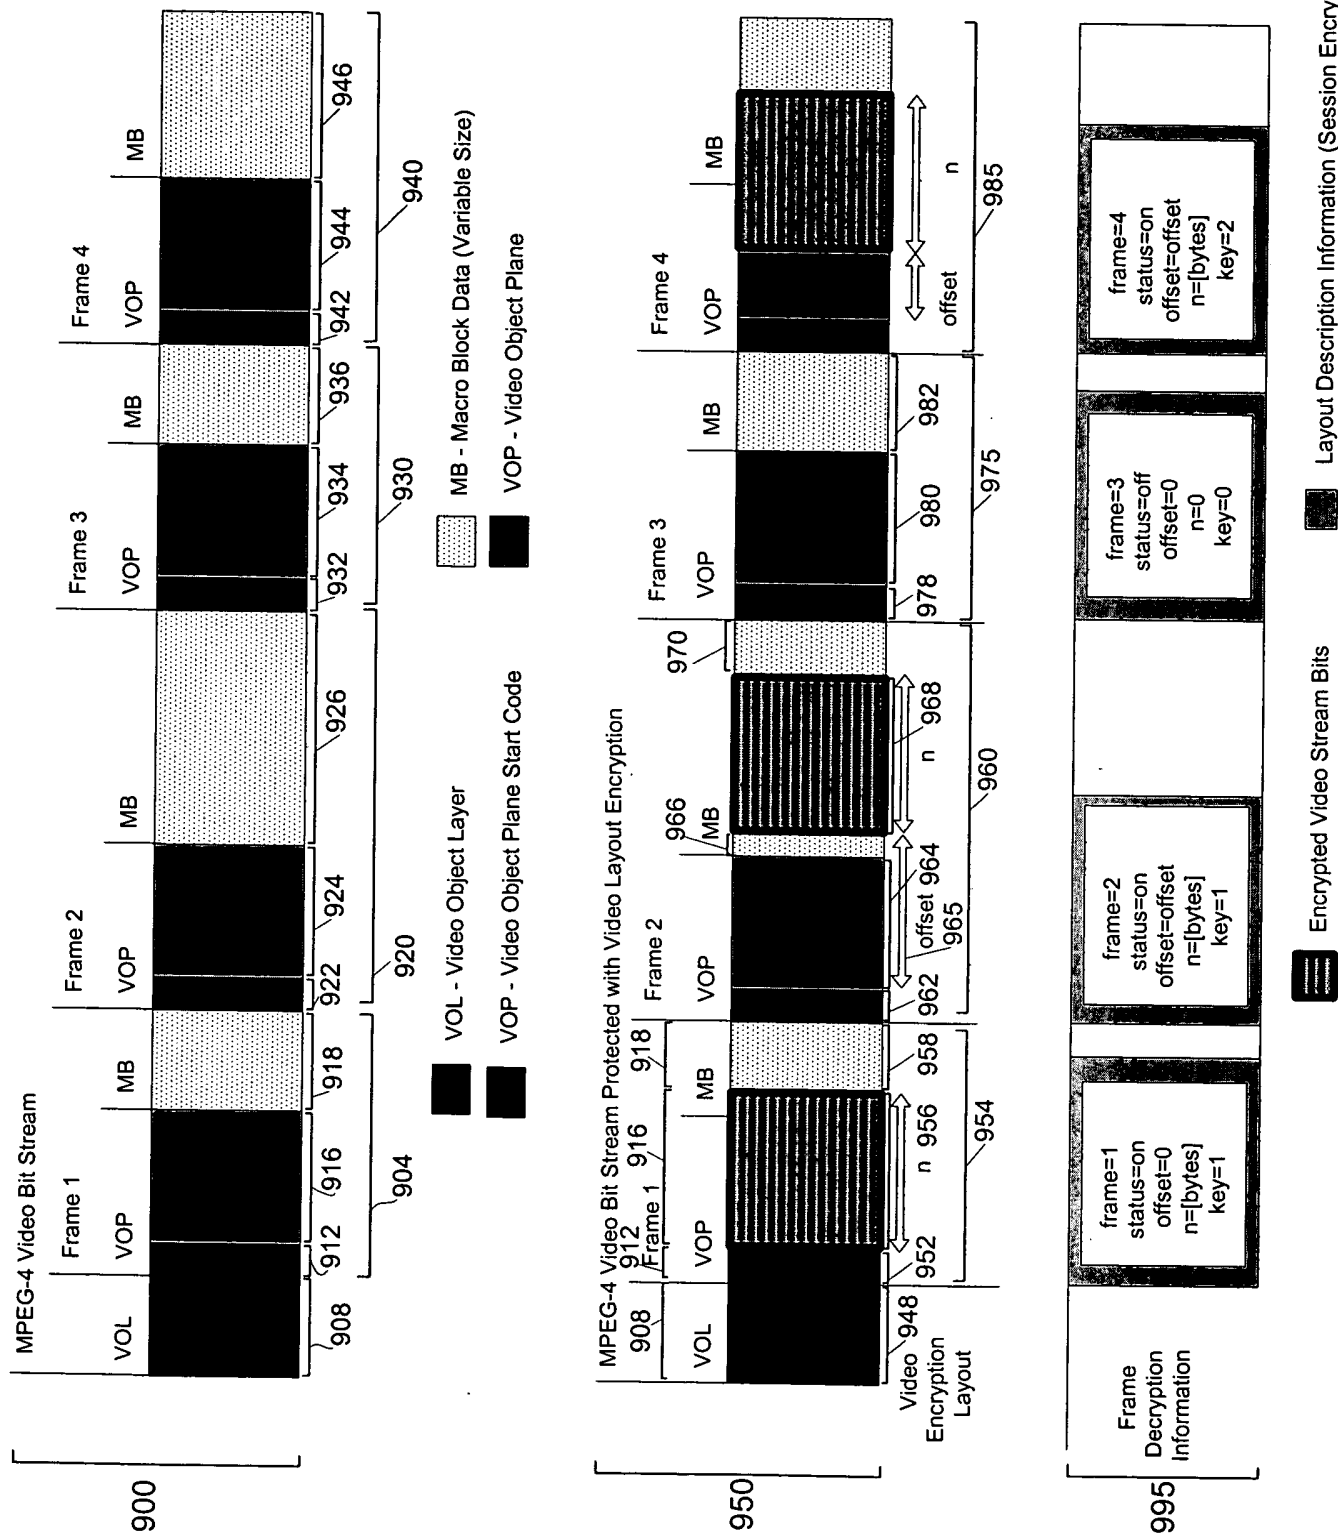 900
MPEG-4 Video Bit Stream
Frame 1
Frame 2
Frame 3
Frame 4
VOL
VOP
MB
VOP
MB
VOP
MB
VOP
MB
908
912
916
918
922
924
926
932
934
936
942
944
946
904
920
930
940
VOL - Video Object Layer
MB - Macro Block Data (Variable Size)
VOP - Video Object Plane Start Code
VOP - Video Object Plane
950
MPEG-4 Video Bit Stream Protected with Video Layout Encryption
908
912
916
918
966
970
Frame 1
Frame 2
Frame 3
Frame 4
VOL
VOP
MB
VOP
MB
VOP
MB
VOP
MB
948
952
956
958
962
964
968
978
980
982
Video
Encryption
Layout
n
offset
965
n
offset
n
954
960
975
985
995
Frame
Decryption
Information
frame=1
status=on
offset=0
n=[bytes]
key=1
frame=2
status=on
offset=offset
n=[bytes]
key=1
frame=3
status=off
offset=0
n=0
key=0
frame=4
status=on
offset=offset
n=[bytes]
key=2
Encrypted Video Stream Bits
Layout Description Information (Session Encry